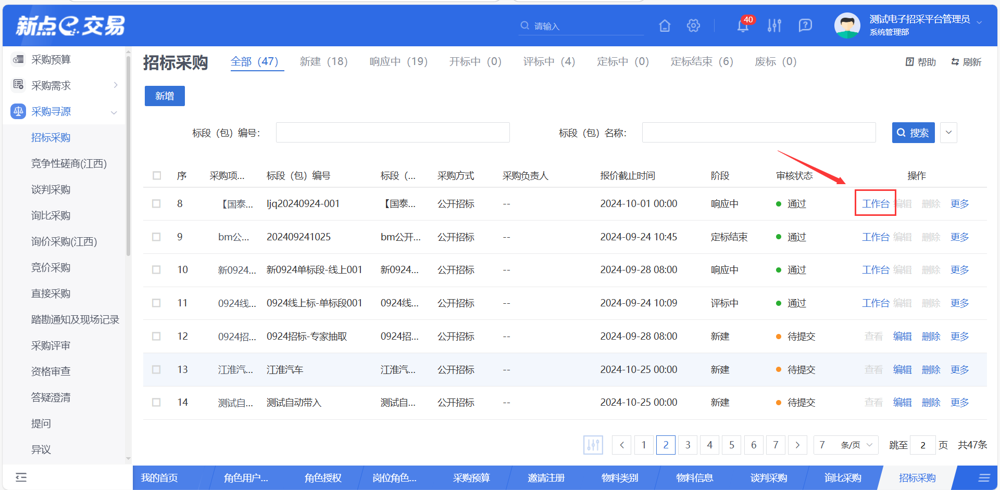 新点e交易
请输入
40
测试电子招采平台管理员
系统管理部
采购预算
采购需求
采购寻源
招标采购
竞争性磋商(江西)
谈判采购
询比采购
询价采购(江西)
竞价采购
直接采购
踏勘通知及现场记录
采购评审
资格审查
答疑澄清
提问
异议
招标采购 全部（47） 新建（18） 响应中（19） 开标中（0） 评标中（4） 定标中（0） 定标结束（6） 废标（0） 帮助 刷新
新增
标段（包）编号： 标段（包）名称： 搜索
序 采购项... 标段（包）编号 标段（... 采购方式 采购负责人 报价截止时间 阶段 审核状态 操作
8 【国泰... ljq20240924-001 【国泰... 公开招标 -- 2024-10-01 00:00 响应中 通过 工作台 编辑 删除 更多
9 bm公... 202409241025 bm公开... 公开招标 -- 2024-09-24 10:45 定标结束 通过 工作台 编辑 删除 更多
10 新0924... 新0924单标段-线上001 新0924... 公开招标 -- 2024-09-28 08:00 响应中 通过 工作台 编辑 删除 更多
11 0924线... 0924线上标-单标段001 0924线... 公开招标 -- 2024-09-24 10:09 评标中 通过 工作台 编辑 删除 更多
12 0924招... 0924招标-专家抽取 0924招... 公开招标 -- 2024-09-28 08:00 新建 待提交 查看 编辑 删除 更多
13 江淮汽... 江淮汽车 江淮汽... 公开招标 -- 2024-10-25 00:00 新建 待提交 查看 编辑 删除 更多
14 测试自... 测试自动带入 测试自... 公开招标 -- 2024-10-25 00:00 新建 待提交 查看 编辑 删除 更多
1 2 3 4 5 6 7 7 条/页 跳至 2 页 共47条
我的首页 角色用户... 角色授权 岗位角色... 采购预算 邀请注册 物料类别 物料信息 谈判采购 询比采购 招标采购